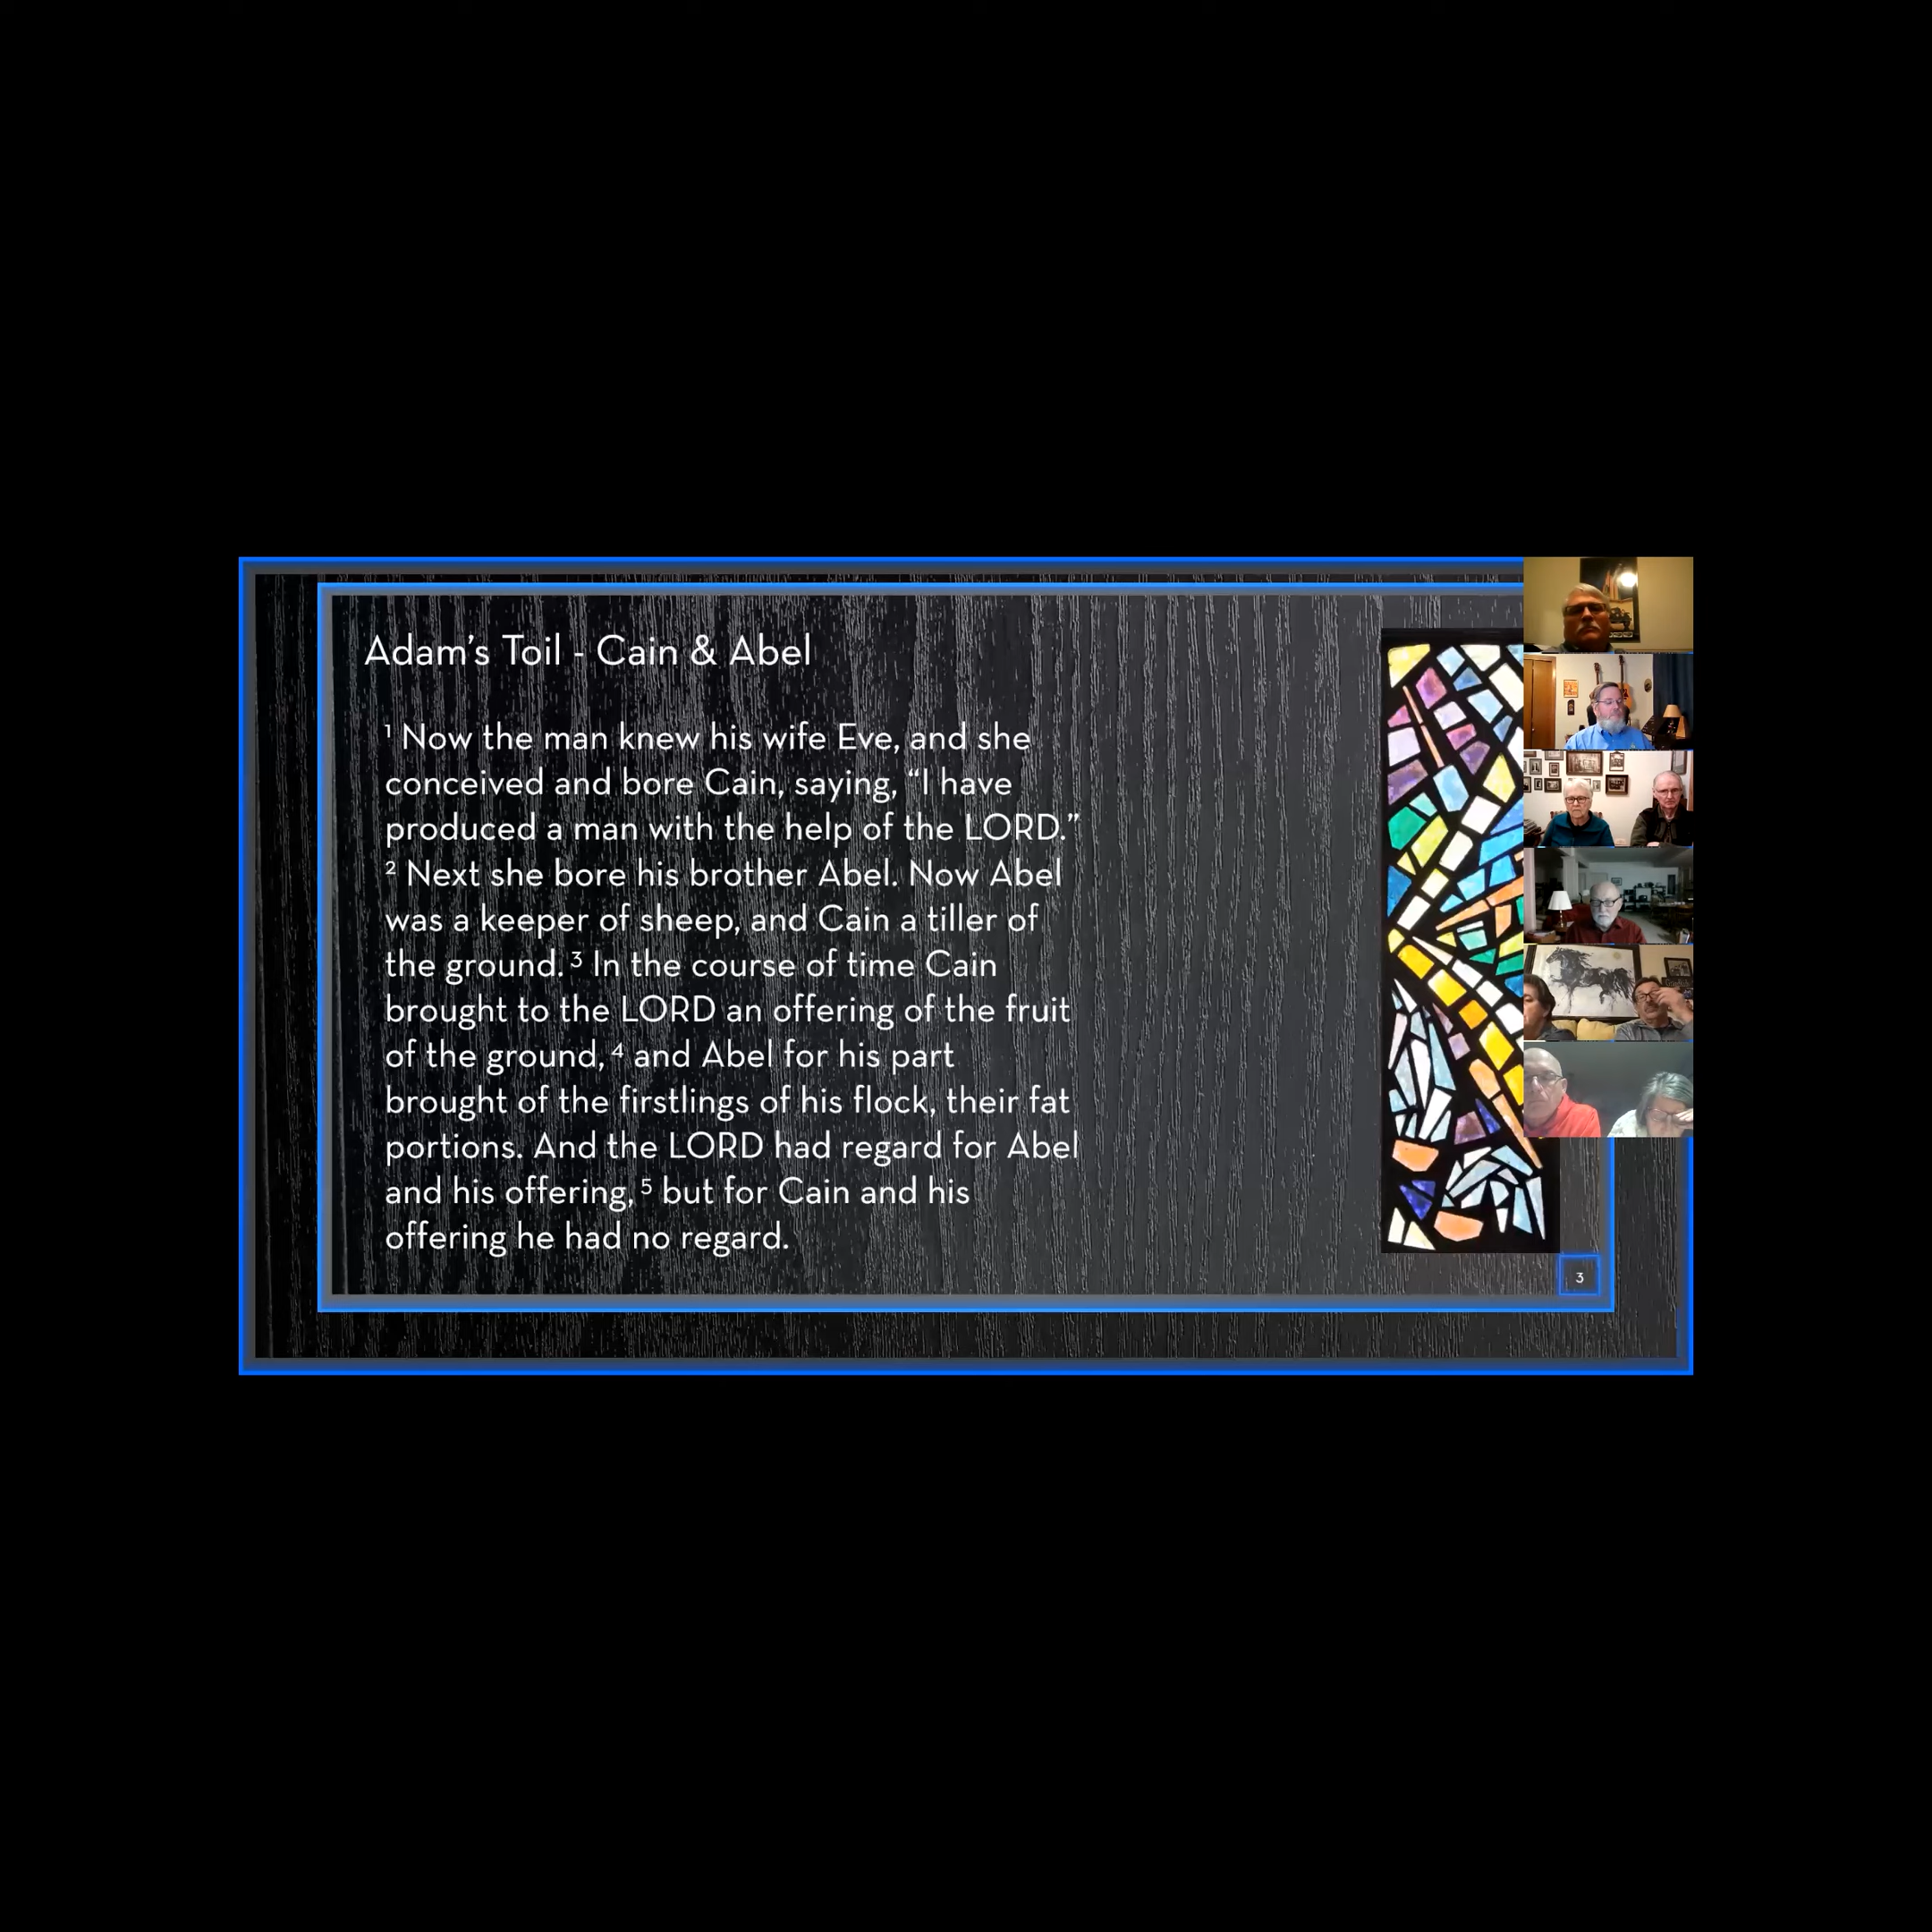 Adam’s Toil - Cain & Abel
¹ Now the man knew his wife Eve, and she
conceived and bore Cain, saying, “I have
produced a man with the help of the LORD.”
² Next she bore his brother Abel. Now Abel
was a keeper of sheep, and Cain a tiller of
the ground. ³ In the course of time Cain
brought to the LORD an offering of the fruit
of the ground, ⁴ and Abel for his part
brought of the firstlings of his flock, their fat
portions. And the LORD had regard for Abel
and his offering, ⁵ but for Cain and his
offering he had no regard.
3